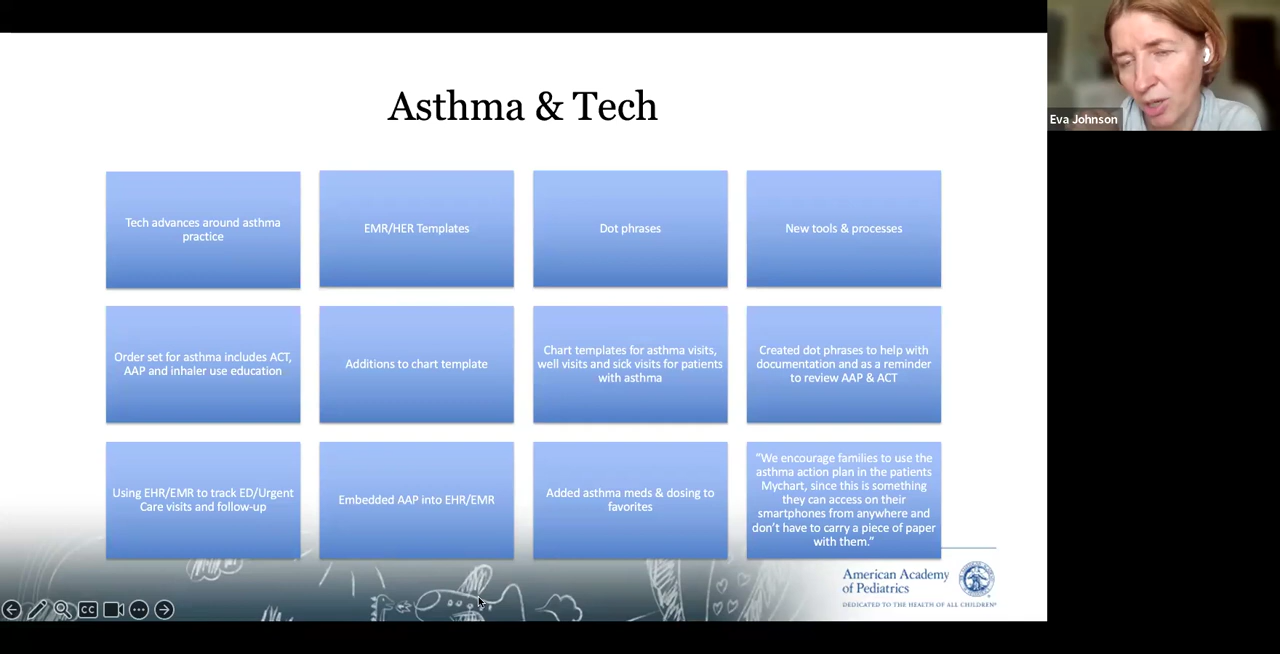 Asthma & Tech
Eva Johnson
Tech advances around asthma
practice
EMR/HER Templates
Dot phrases
New tools & processes
Order set for asthma includes ACT,
AAP and inhaler use education
Additions to chart template
Chart templates for asthma visits,
well visits and sick visits for patients
with asthma
Created dot phrases to help with
documentation and as a reminder
to review AAP & ACT
Using EHR/EMR to track ED/Urgent
Care visits and follow-up
Embedded AAP into EHR/EMR
Added asthma meds & dosing to
favorites
“We encourage families to use the
asthma action plan in the patients
Mychart, since this is something
they can access on their
smartphones from anywhere and
don’t have to carry a piece of paper
with them.”
American Academy
of Pediatrics
DEDICATED TO THE HEALTH OF ALL CHILDREN®
CC